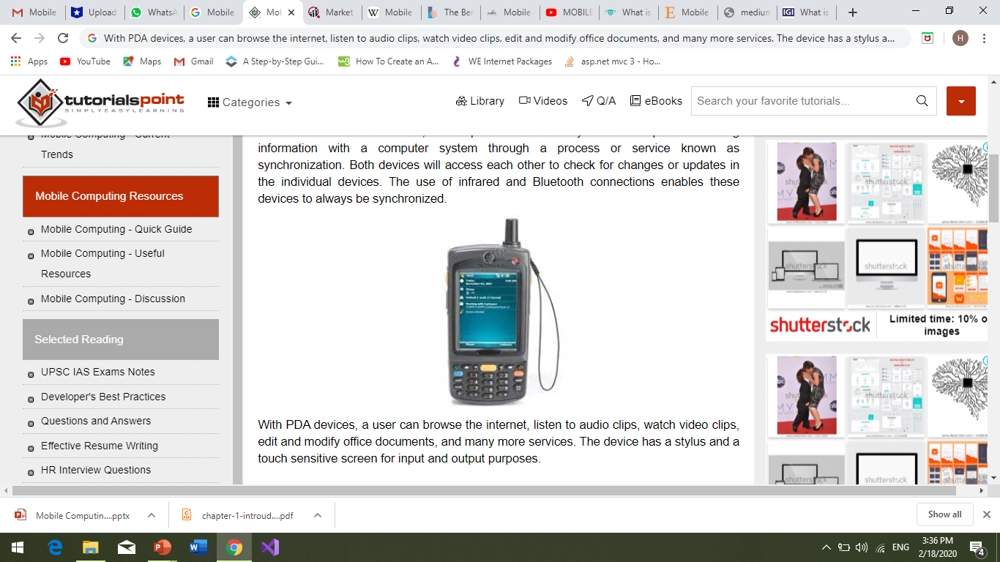 Mobile
Upload
WhatsA
Mobile
Mob
Market
Mobile
The Ber
Mobile
MOBILE
What is
Mobile
mediun
What is
With PDA devices, a user can browse the internet, listen to audio clips, watch video clips, edit and modify office documents, and many more services. The device has a stylus a...
H
Apps
YouTube
Maps
Gmail
A Step-by-Step Gui...
How To Create an A...
WE Internet Packages
asp.net mvc 3 - Ho...
tutorialspoint
SIMPLYEASYLEARNING
Categories
Library
Videos
Q/A
eBooks
Search your favorite tutorials...
Mobile Computing - Current
Trends
Mobile Computing Resources
Mobile Computing - Quick Guide
Mobile Computing - Useful
Resources
Mobile Computing - Discussion
Selected Reading
UPSC IAS Exams Notes
Developer's Best Practices
Questions and Answers
Effective Resume Writing
HR Interview Questions
information with a computer system through a process or service known as
synchronization. Both devices will access each other to check for changes or updates in
the individual devices. The use of infrared and Bluetooth connections enables these
devices to always be synchronized.
With PDA devices, a user can browse the internet, listen to audio clips, watch video clips,
edit and modify office documents, and many more services. The device has a stylus and a
touch sensitive screen for input and output purposes.
shutterstock
shutterstock
Limited time: 10% o
images
Mobile Computin....pptx
chapter-1-introud....pdf
Show all
ENG
3:36 PM
2/18/2020
4